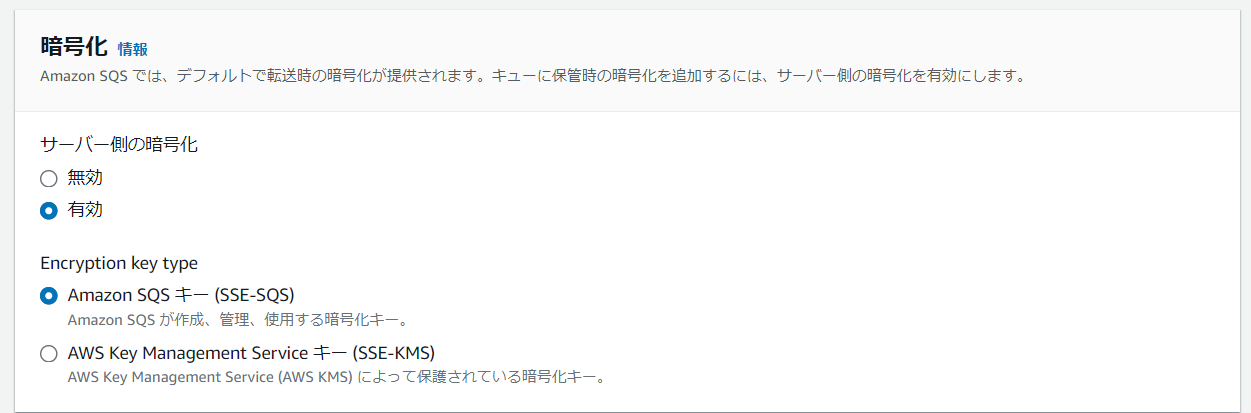 暗号化 情報
Amazon SQS では、デフォルトで転送時の暗号化が提供されます。キューに保管時の暗号化を追加するには、サーバー側の暗号化を有効にします。
サーバー側の暗号化
無効
有効
Encryption key type
Amazon SQS キー (SSE-SQS)
Amazon SQS が作成、管理、使用する暗号化キー。
AWS Key Management Service キー (SSE-KMS)
AWS Key Management Service (AWS KMS) によって保護されている暗号化キー。